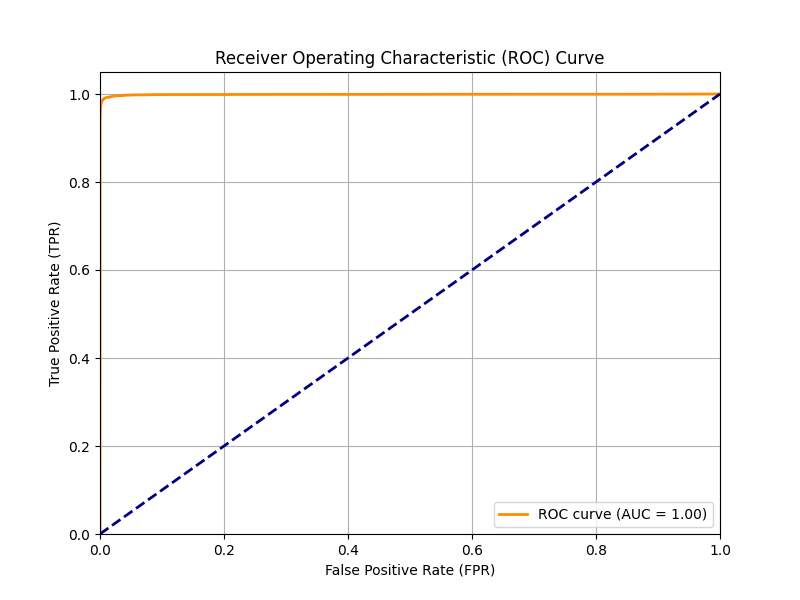 Receiver Operating Characteristic (ROC) Curve
True Positive Rate (TPR)
1.0
0.8
0.6
0.4
0.2
0.0
ROC curve (AUC = 1.00)
0.0 0.2 0.4 0.6 0.8 1.0
False Positive Rate (FPR)